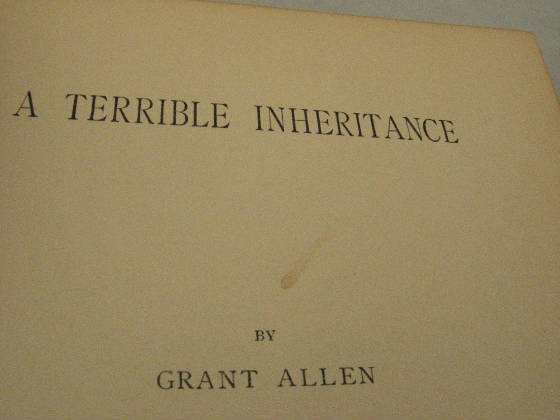 A TERRIBLE INHERITANCE
BY
GRANT ALLEN